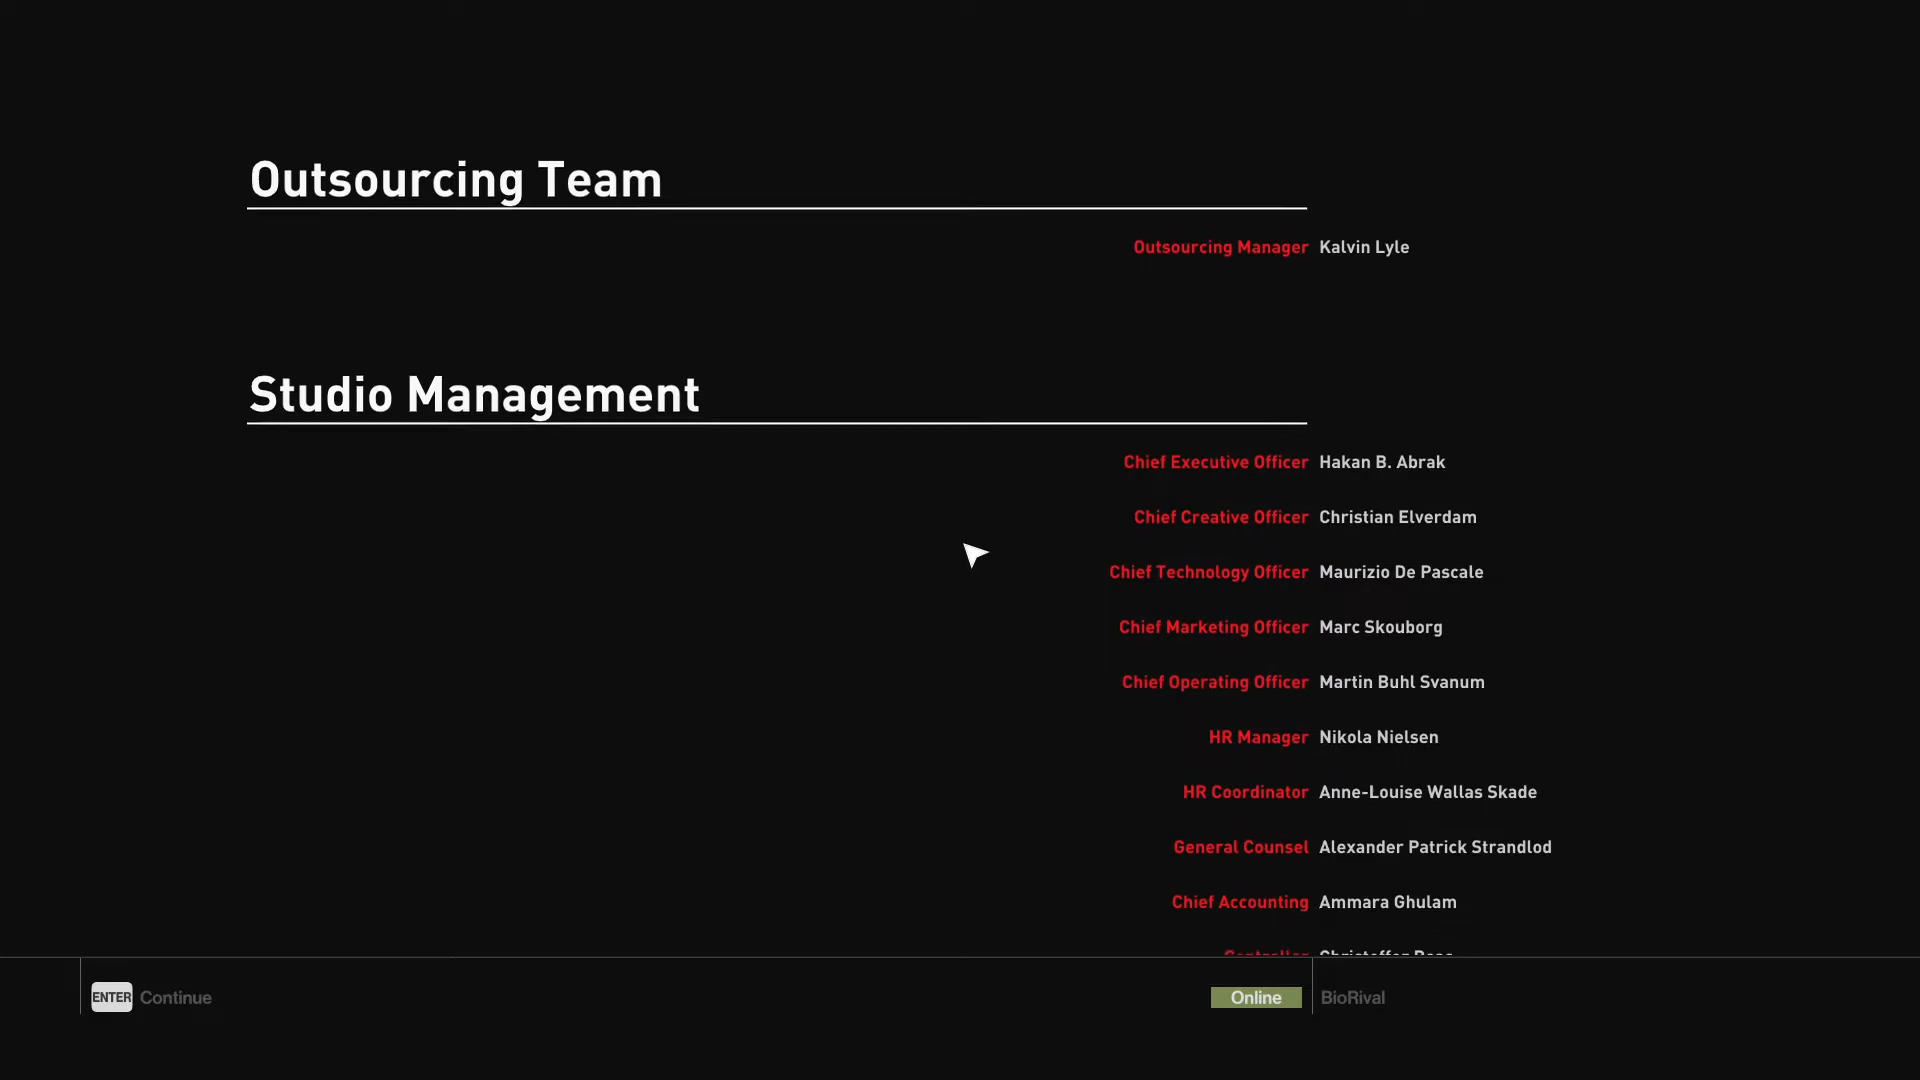 Outsourcing Team
Outsourcing Manager Kalvin Lyle
Studio Management
Chief Executive Officer Hakan B. Abrak
Chief Creative Officer Christian Elverdam
Chief Technology Officer Maurizio De Pascale
Chief Marketing Officer Marc Skouborg
Chief Operating Officer Martin Buhl Svanum
HR Manager Nikola Nielsen
HR Coordinator Anne-Louise Wallas Skade
General Counsel Alexander Patrick Strandlod
Chief Accounting Ammara Ghulam
Controller Christoffer
ENTER Continue
Online BioRival